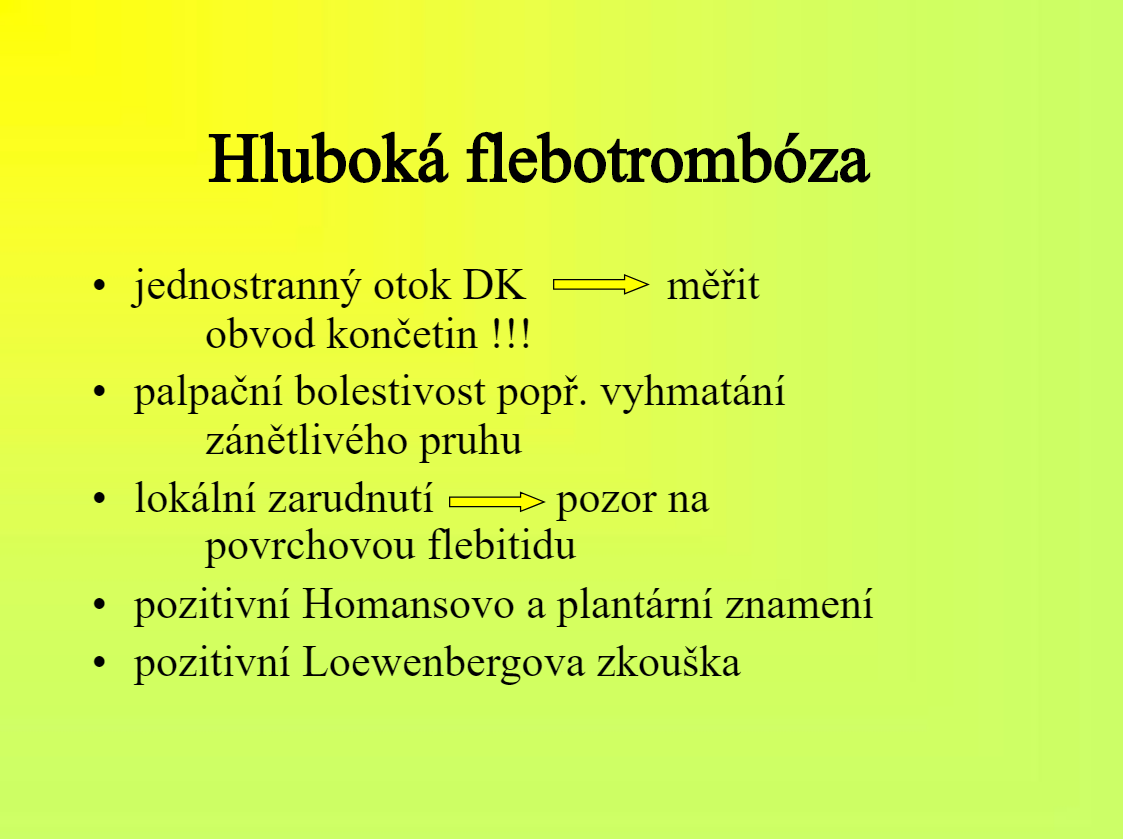 Hluboká flebotrombóza
• jednostranný otok DK měřit
obvod končetin !!!
• palpační bolestivost popř. vyhmatání
zánětlivého pruhu
• lokální zarudnutí pozor na
povrchovou flebitidu
• pozitivní Homansovo a plantární znamení
• pozitivní Loewenbergova zkouška